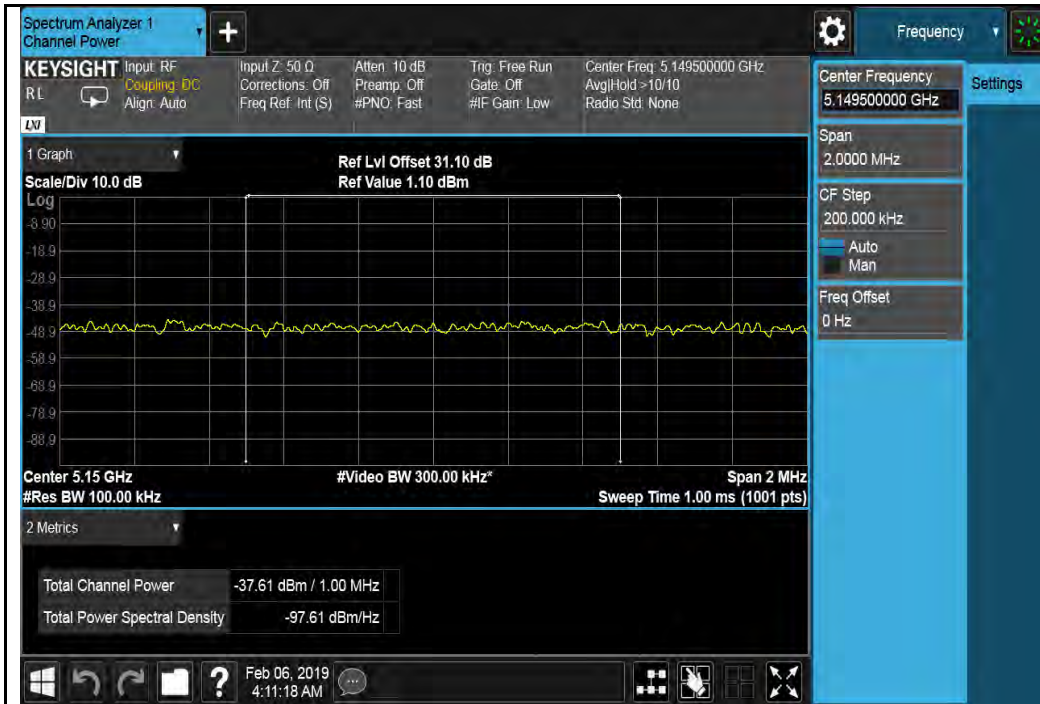 Spectrum Analyzer 1
Channel Power
+
Frequency
KEYSIGHT
R L
LXI
Input: RF
Coupling: DC
Align: Auto
Input Z: 50 Ω
Corrections: Off
Freq Ref: Int (S)
Atten: 10 dB
Preamp: Off
#PNO: Fast
Trig: Free Run
Gate: Off
#IF Gain: Low
Center Freq: 5.149500000 GHz
Avg|Hold >10/10
Radio Std: None
Center Frequency
5.149500000 GHz
Settings
Span
2.0000 MHz
CF Step
200.000 kHz
Auto
Man
Freq Offset
0 Hz
1 Graph
Ref Lvl Offset 31.10 dB
Scale/Div 10.0 dB
Ref Value 1.10 dBm
Log
-8.90
-18.9
-28.9
-38.9
-48.9
-58.9
-68.9
-78.9
-88.9
Center 5.15 GHz
#Video BW 300.00 kHz*
Span 2 MHz
#Res BW 100.00 kHz
Sweep Time 1.00 ms (1001 pts)
2 Metrics
Total Channel Power
-37.61 dBm / 1.00 MHz
Total Power Spectral Density
-97.61 dBm/Hz
?
Feb 06, 2019
4:11:18 AM